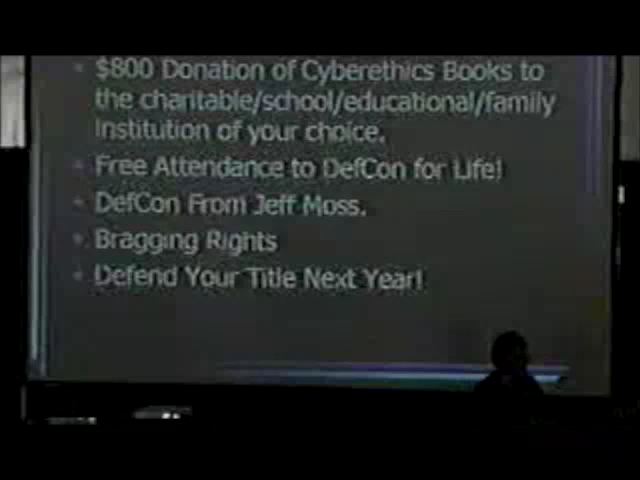 • $800 Donation of Cyberethics Books to
the charitable/school/educational/family
institution of your choice.
• Free Attendance to DefCon for Life!
• DefCon From Jeff Moss.
• Bragging Rights
• Defend Your Title Next Year!